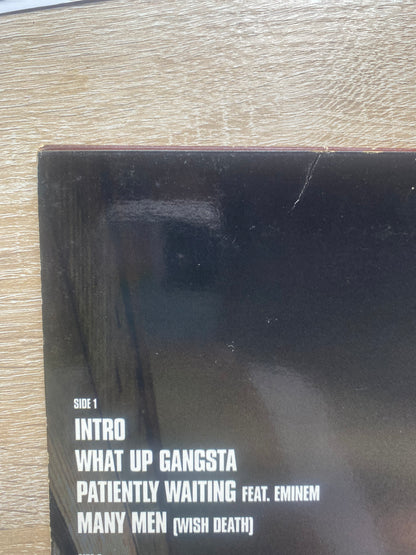 SIDE 1
INTRO
WHAT UP GANGSTA
PATIENTLY WAITING FEAT. EMINEM
MANY MEN (WISH DEATH)